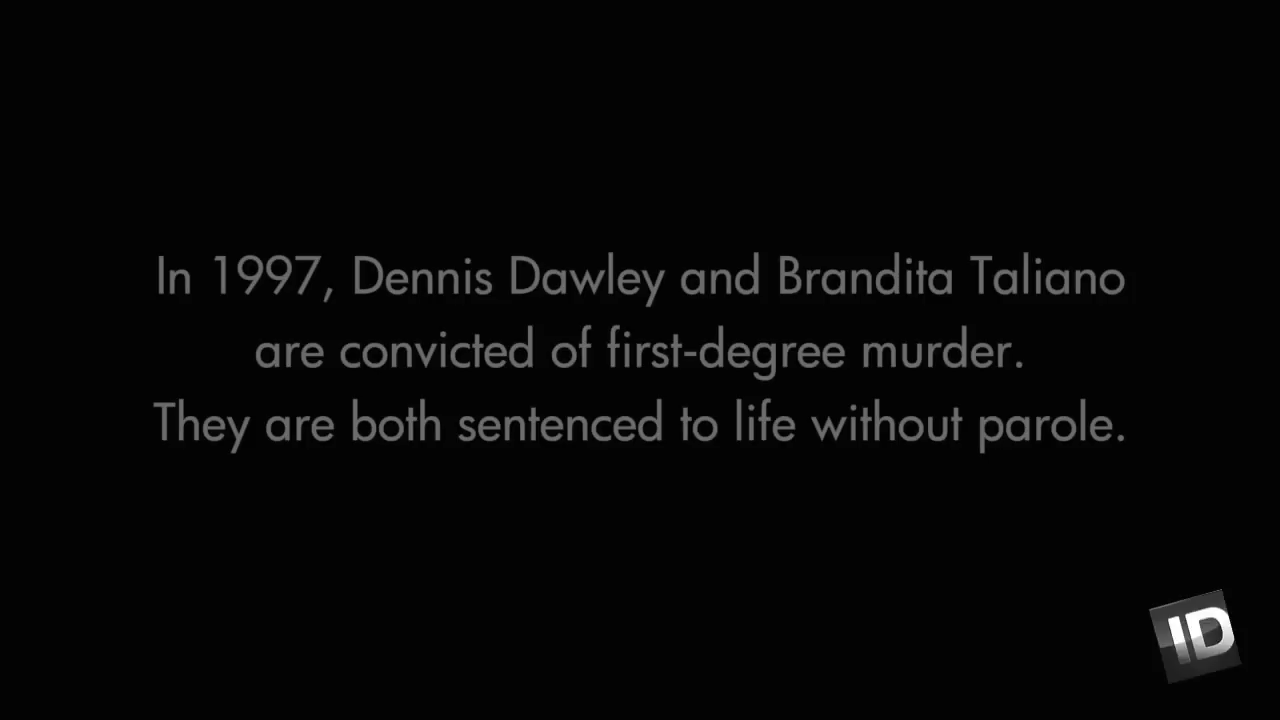 In 1997, Dennis Dawley and Brandita Taliano
are convicted of first-degree murder.
They are both sentenced to life without parole.
ID